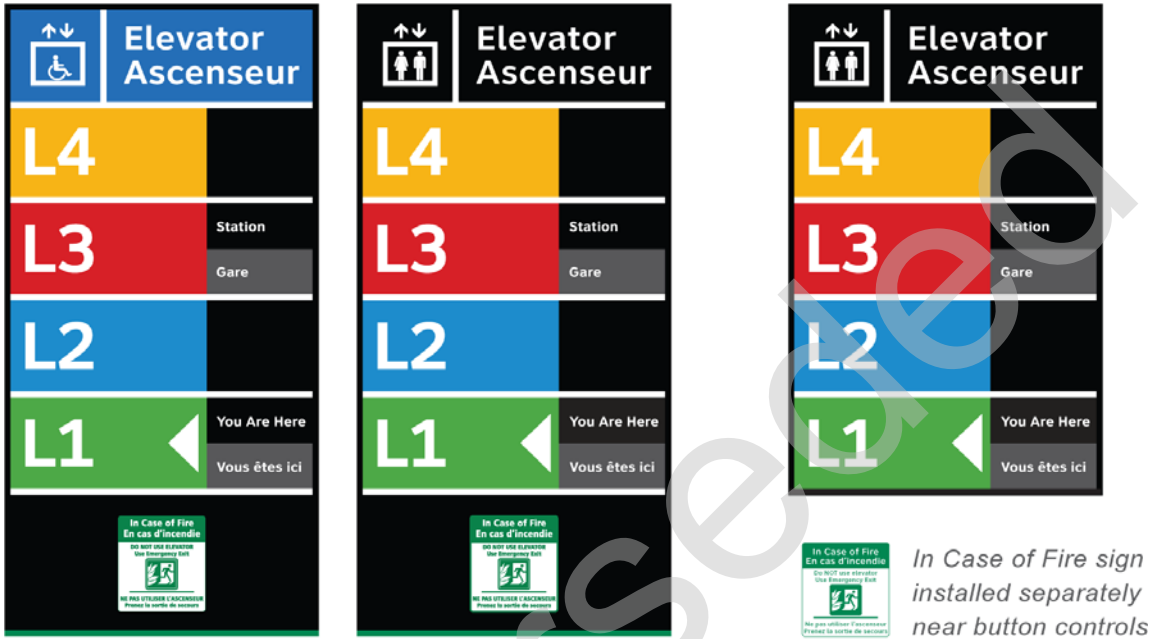 Elevator
Ascenseur
L4
L3
Station
Gare
L2
L1
You Are Here
Vous êtes ici
In Case of Fire
En cas d'incendie
DO NOT USE ELEVATOR
Use Emergency Exit
NE PAS UTILISER L'ASCENSEUR
Prenez la sortie de secours
Elevator
Ascenseur
L4
L3
Station
Gare
L2
L1
You Are Here
Vous êtes ici
In Case of Fire
En cas d'incendie
DO NOT USE ELEVATOR
Use Emergency Exit
NE PAS UTILISER L'ASCENSEUR
Prenez la sortie de secours
Elevator
Ascenseur
L4
L3
Station
Gare
L2
L1
You Are Here
Vous êtes ici
In Case of Fire
En cas d'incendie
Do NOT use elevator
Use Emergency Exit
Ne pas utiliser l'ascenseur
Prenez la sortie de secours
In Case of Fire sign
installed separately
near button controls